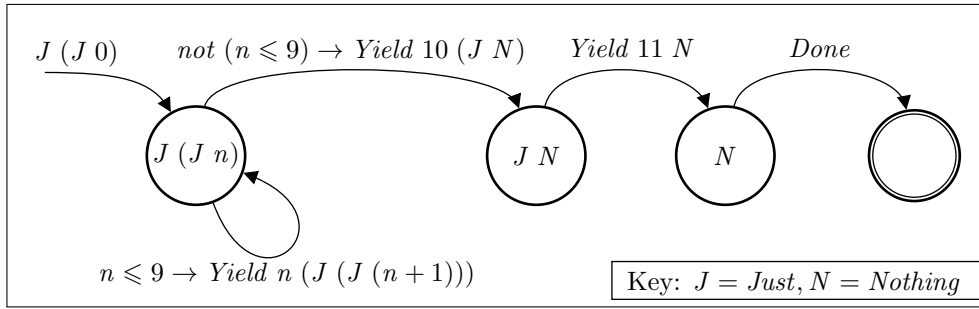 J (J 0)
not (n ⩽ 9) → Yield 10 (J N)
Yield 11 N
Done
J (J n)
J N
N
n ⩽ 9 → Yield n (J (J (n + 1)))
Key: J = Just, N = Nothing